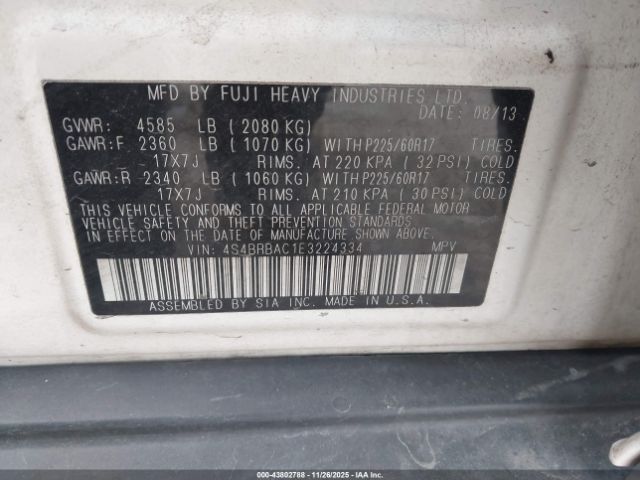 MFD BY FUJI HEAVY INDUSTRIES LTD.
DATE: 08/13
GVWR: 4585 LB ( 2080 KG)
GAWR:F 2360 LB ( 1070 KG) WITH P225/60R17 TIRES.
17X7J RIMS. AT 220 KPA ( 32 PSI) COLD
GAWR:R 2340 LB ( 1060 KG) WITH P225/60R17 TIRES.
17X7J RIMS. AT 210 KPA ( 30 PSI) COLD
THIS VEHICLE CONFORMS TO ALL APPLICABLE FEDERAL MOTOR
VEHICLE SAFETY AND THEFT PREVENTION STANDARDS
IN EFFECT ON THE DATE OF MANUFACTURE SHOWN ABOVE.
VIN: 4S4BRBAC1E3224334 MPV
ASSEMBLED BY SIA INC. MADE IN U.S.A.
000-43802788 - 11/26/2025 - IAAI.COM